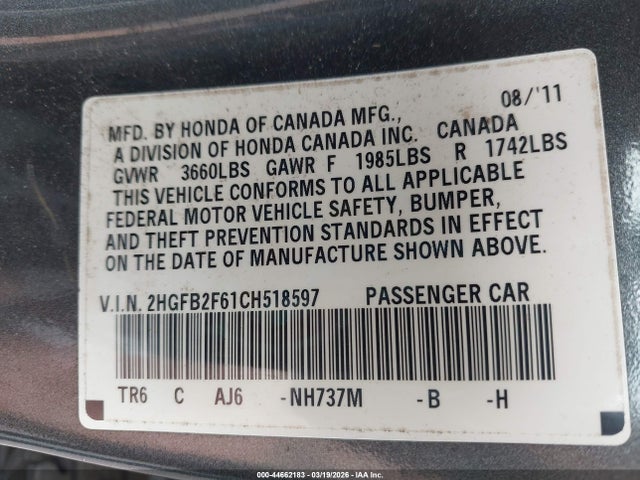 08/'11
MFD. BY HONDA OF CANADA MFG.,
A DIVISION OF HONDA CANADA INC. CANADA
GVWR 3660LBS GAWR F 1985LBS R 1742LBS
THIS VEHICLE CONFORMS TO ALL APPLICABLE
FEDERAL MOTOR VEHICLE SAFETY, BUMPER,
AND THEFT PREVENTION STANDARDS IN EFFECT
ON DATE OF MANUFACTURE SHOWN ABOVE.
V.I.N. 2HGFB2F61CH518597 PASSENGER CAR
TR6 C AJ6 -NH737M -B -H
000-44662183 - 03/19/2026 - IAA Inc.